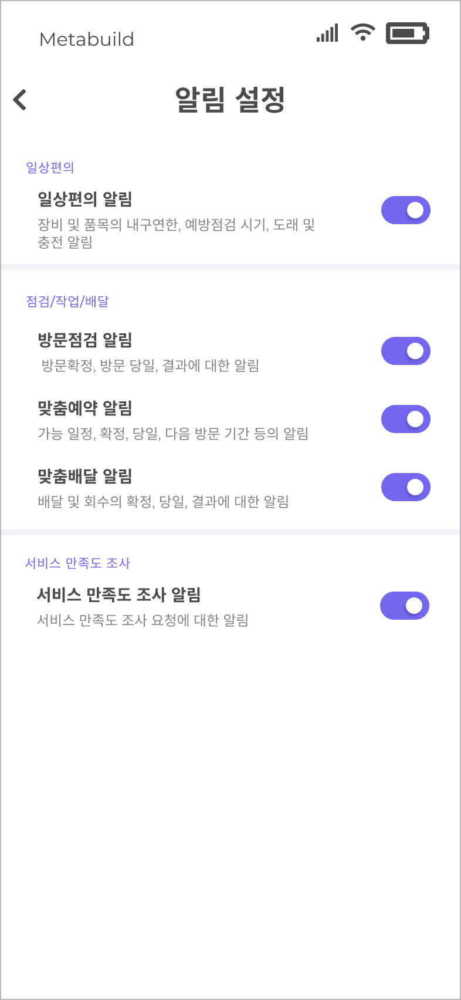 Metabuild
알림 설정
일상편의
일상편의 알림
장비 및 품목의 내구연한, 예방점검 시기, 도래 및
충전 알림
점검/작업/배달
방문점검 알림
방문확정, 방문 당일, 결과에 대한 알림
맞춤예약 알림
가능 일정, 확정, 당일, 다음 방문 기간 등의 알림
맞춤배달 알림
배달 및 회수의 확정, 당일, 결과에 대한 알림
서비스 만족도 조사
서비스 만족도 조사 알림
서비스 만족도 조사 요청에 대한 알림